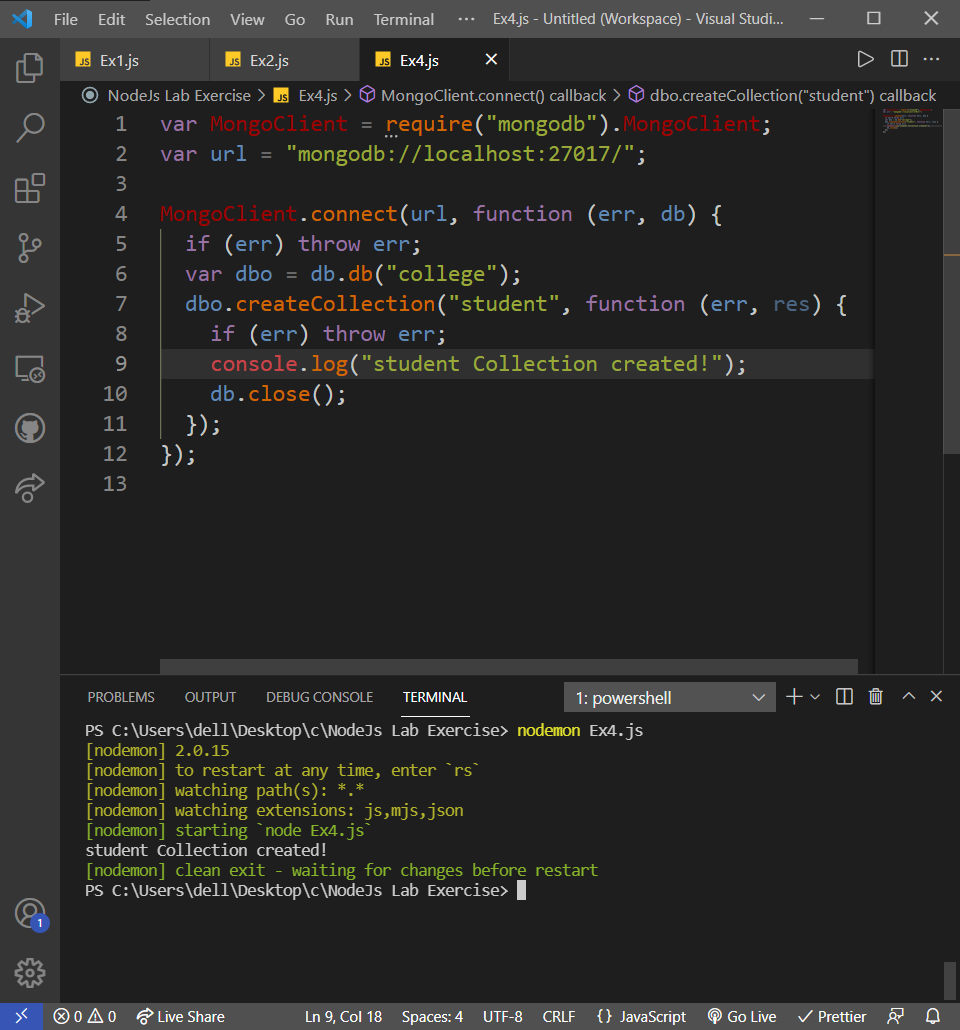 File Edit Selection View Go Run Terminal ··· Ex4.js - Untitled (Workspace) - Visual Studi...
JS Ex1.js JS Ex2.js JS Ex4.js
NodeJs Lab Exercise > JS Ex4.js > MongoClient.connect() callback > dbo.createCollection("student") callback
1 var MongoClient = require("mongodb").MongoClient;
2 var url = "mongodb://localhost:27017/";
3
4 MongoClient.connect(url, function (err, db) {
5 if (err) throw err;
6 var dbo = db.db("college");
7 dbo.createCollection("student", function (err, res) {
8 if (err) throw err;
9 console.log("student Collection created!");
10 db.close();
11 });
12 });
13
PROBLEMS OUTPUT DEBUG CONSOLE TERMINAL 1: powershell
PS C:\Users\dell\Desktop\c\NodeJs Lab Exercise> nodemon Ex4.js
[nodemon] 2.0.15
[nodemon] to restart at any time, enter `rs`
[nodemon] watching path(s): *.*
[nodemon] watching extensions: js,mjs,json
[nodemon] starting `node Ex4.js`
student Collection created!
[nodemon] clean exit - waiting for changes before restart
PS C:\Users\dell\Desktop\c\NodeJs Lab Exercise>
1
0 0 Live Share Ln 9, Col 18 Spaces: 4 UTF-8 CRLF {} JavaScript Go Live Prettier